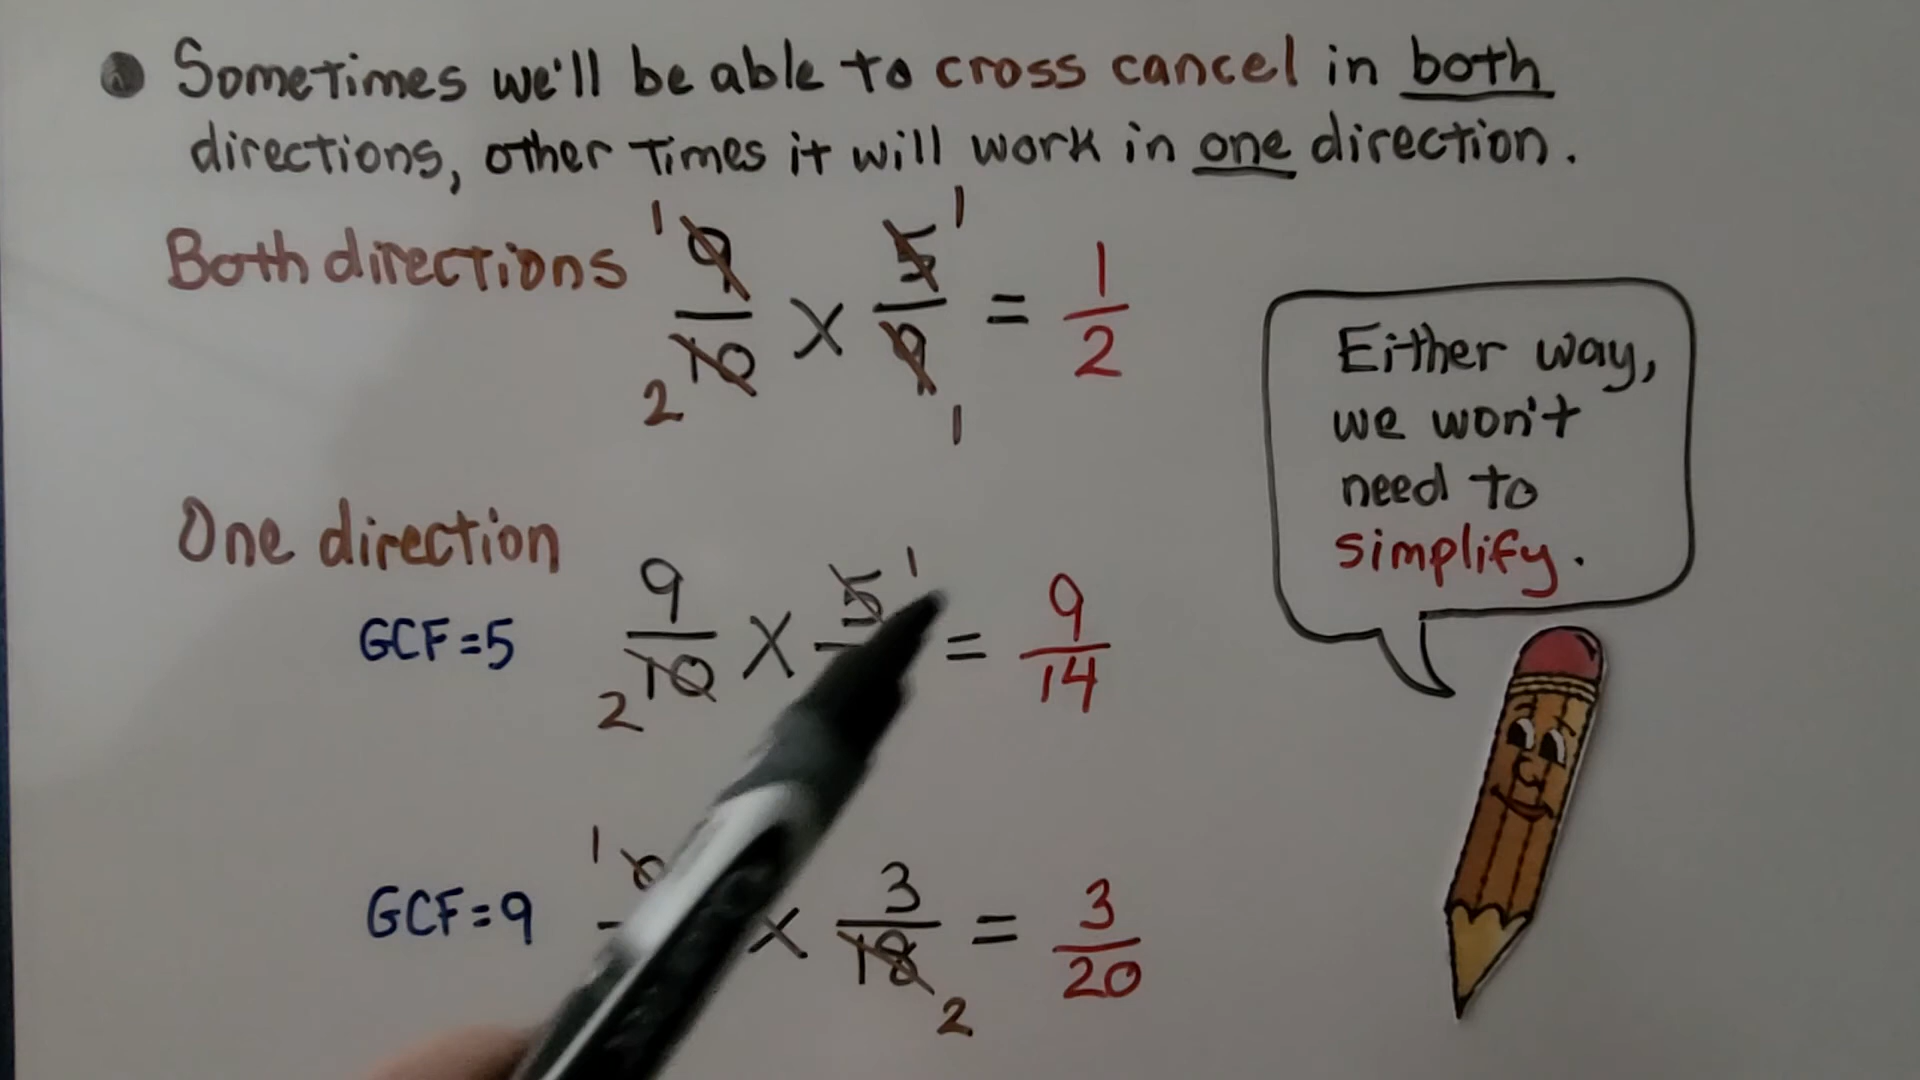 Sometimes we'll be able to cross cancel in both
directions, other times it will work in one direction.
Both directions
1 9/10 2 × 5/9 1 1 = 1/2
Either way,
we won't
need to
simplify.
One direction
GCF=5
9/10 2 × 5 1 = 9/14
GCF=9
1 × 3/18 2 = 3/20